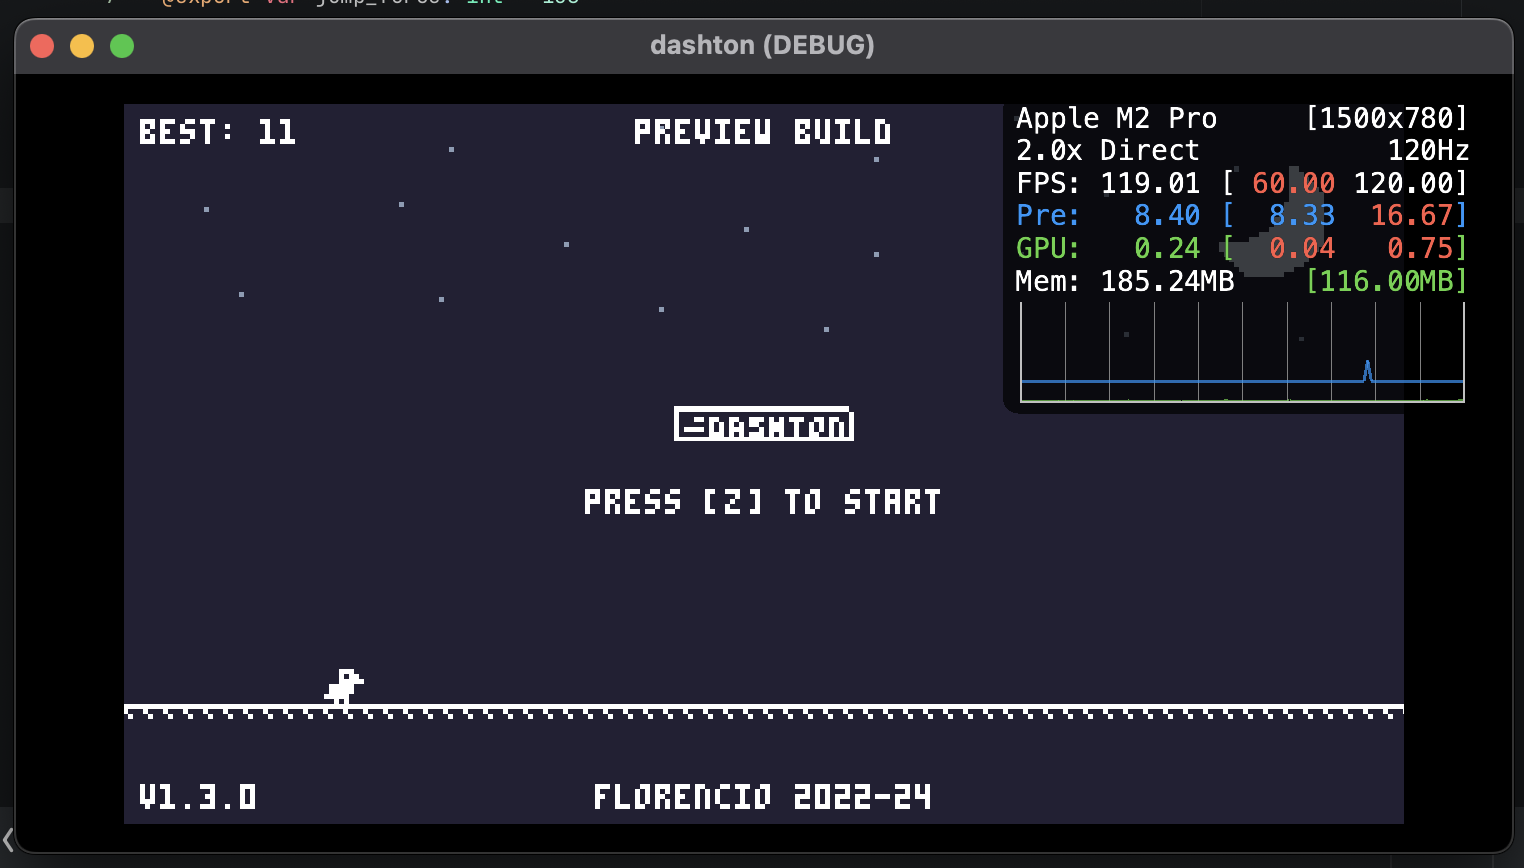 dashton (DEBUG)
BEST: 11
PREVIEW BUILD
Apple M2 Pro [1500x780]
2.0x Direct 120Hz
FPS: 119.01 [ 60.00 120.00]
Pre: 8.40 [ 8.33 16.67]
GPU: 0.24 [ 0.04 0.75]
Mem: 185.24MB [116.00MB]
DASHTON
PRESS [Z] TO START
V1.3.0
FLORENCIO 2022-24